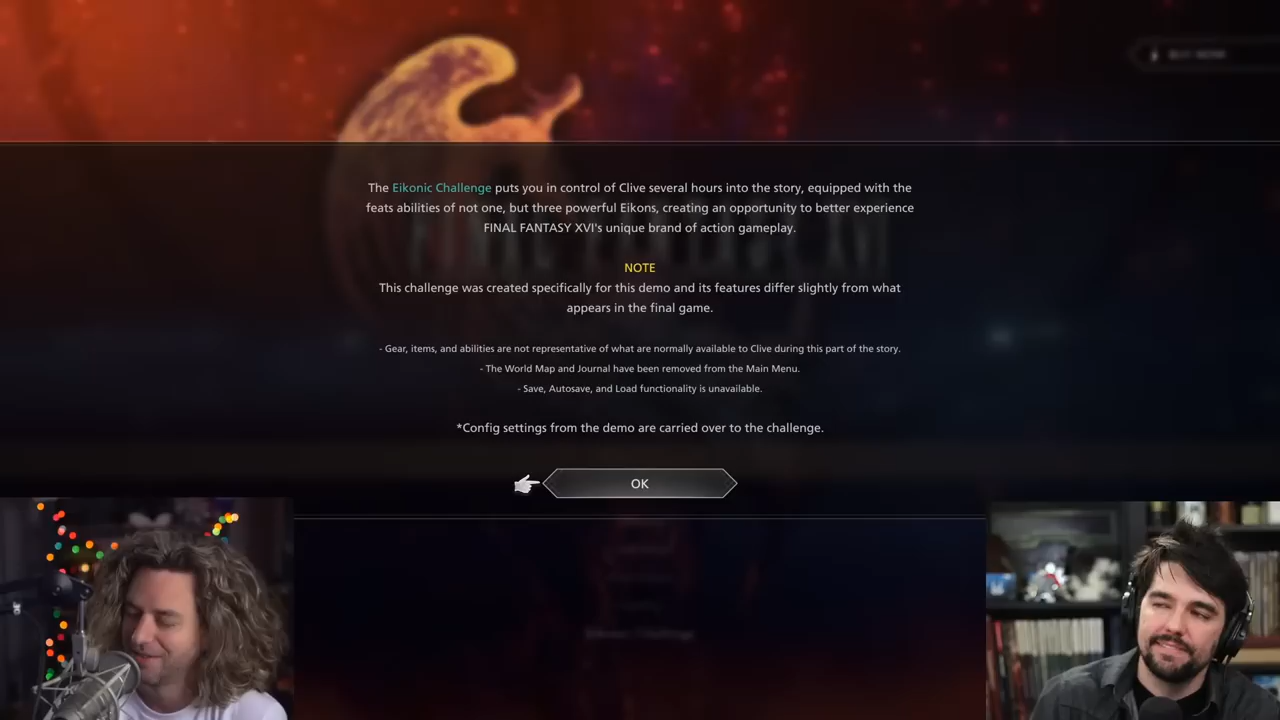 BUY NOW
The Eikonic Challenge puts you in control of Clive several hours into the story, equipped with the
feats abilities of not one, but three powerful Eikons, creating an opportunity to better experience
FINAL FANTASY XVI's unique brand of action gameplay.
NOTE
This challenge was created specifically for this demo and its features differ slightly from what
appears in the final game.
- Gear, items, and abilities are not representative of what are normally available to Clive during this part of the story.
- The World Map and Journal have been removed from the Main Menu.
- Save, Autosave, and Load functionality is unavailable.
*Config settings from the demo are carried over to the challenge.
OK